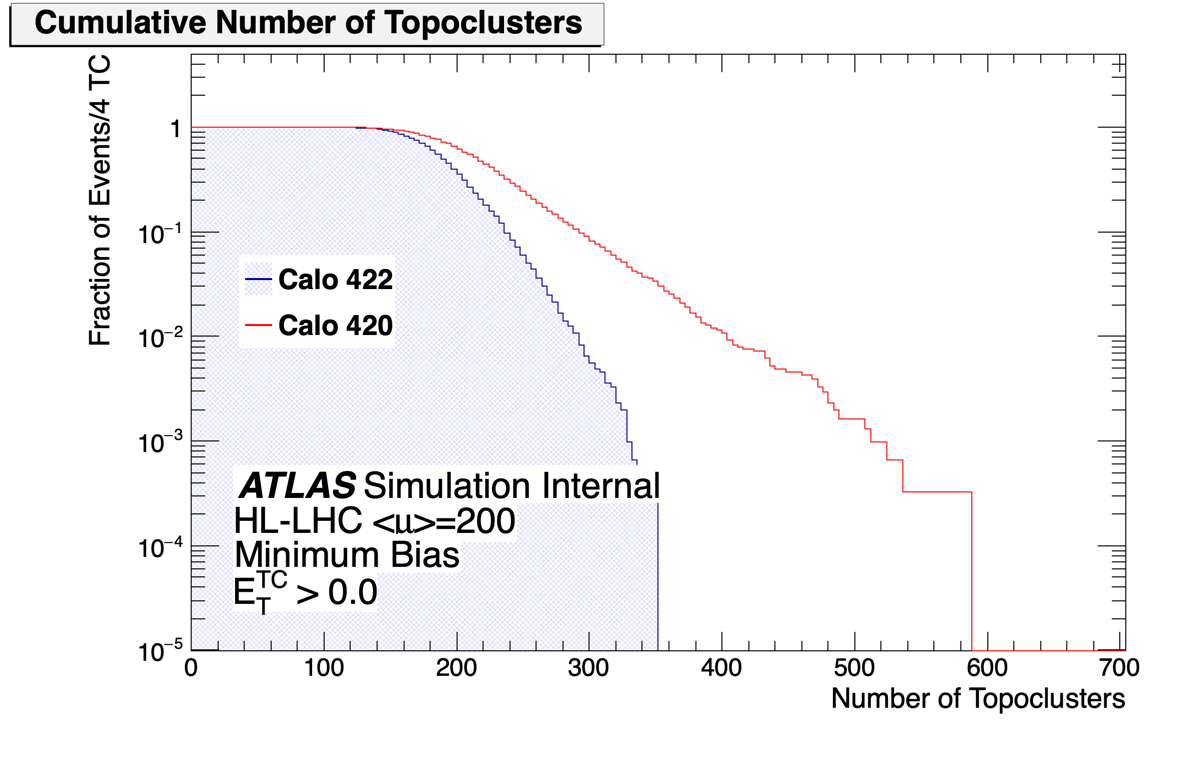 Cumulative Number of Topoclusters
Fraction of Events/4 TC
1
10−1
10−2
10−3
10−4
10−5
Calo 422
Calo 420
ATLAS Simulation Internal
HL-LHC <μ>=200
Minimum Bias
E_T^TC > 0.0
0 100 200 300 400 500 600 700
Number of Topoclusters